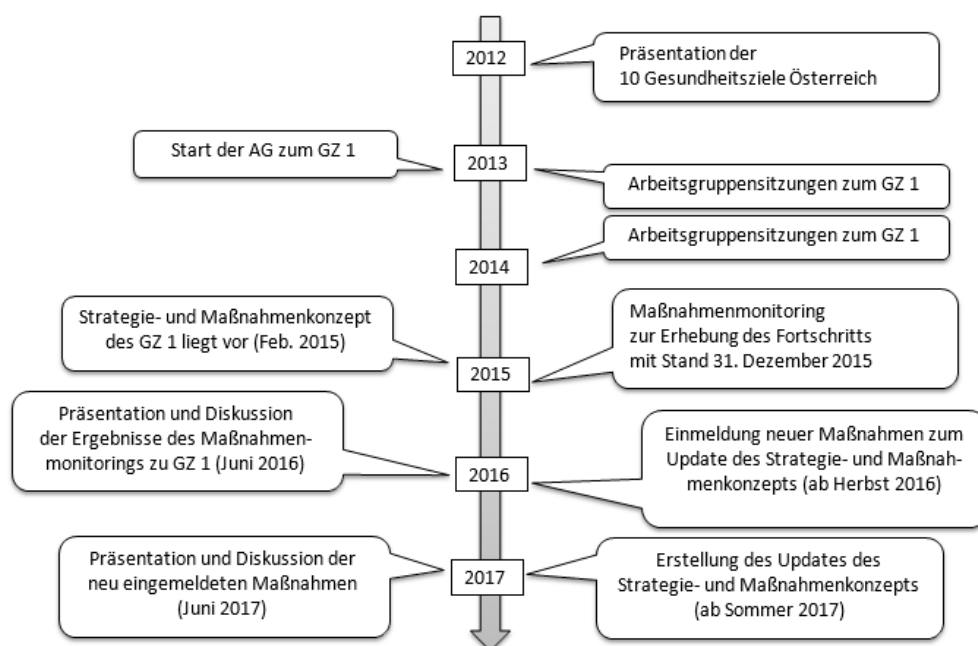 2012
Präsentation der
10 Gesundheitsziele Österreich
Start der AG zum GZ 1
2013
Arbeitsgruppensitzungen zum GZ 1
Arbeitsgruppensitzungen zum GZ 1
2014
Strategie- und Maßnahmenkonzept
des GZ 1 liegt vor (Feb. 2015)
2015
Maßnahmenmonitoring
zur Erhebung des Fortschritts
mit Stand 31. Dezember 2015
Präsentation und Diskussion
der Ergebnisse des Maßnahmen-
monitorings zu GZ 1 (Juni 2016)
2016
Einmeldung neuer Maßnahmen zum
Update des Strategie- und Maßnah-
menkonzepts (ab Herbst 2016)
Präsentation und Diskussion der
neu eingemeldeten Maßnahmen
(Juni 2017)
2017
Erstellung des Updates des
Strategie- und Maßnahmenkonzepts
(ab Sommer 2017)